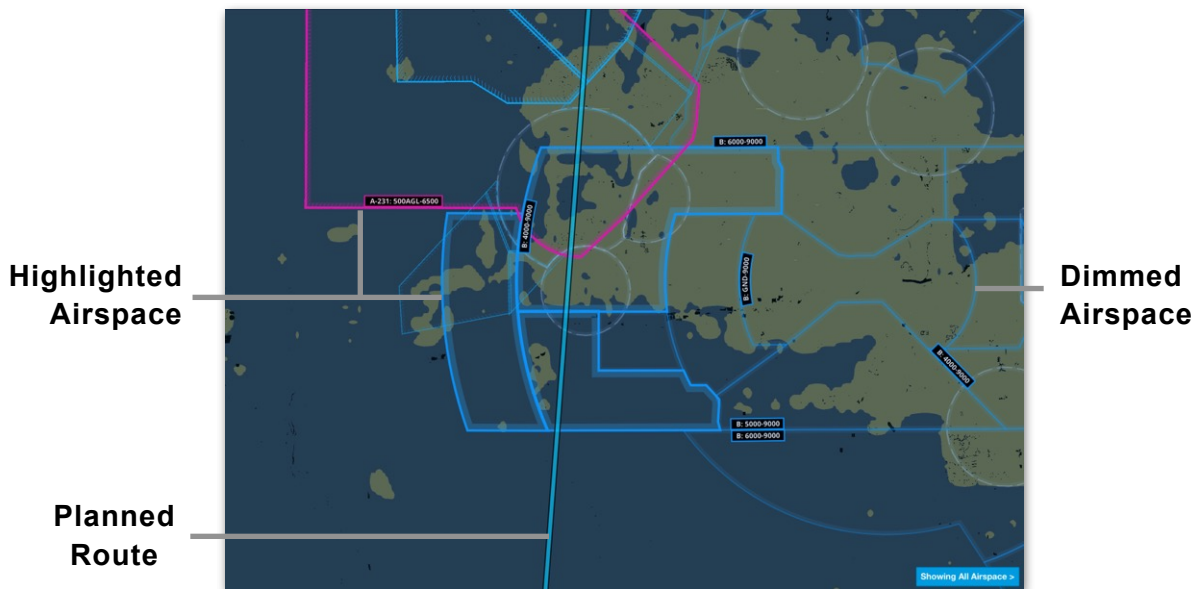 B: 6000-9000
A-231: 500AGL-6500
B: 4000-9000
Highlighted
Airspace
B: GND-9000
Dimmed
Airspace
B: 4000-9000
B: 5000-9000
B: 6000-9000
Planned
Route
Showing All Airspace >